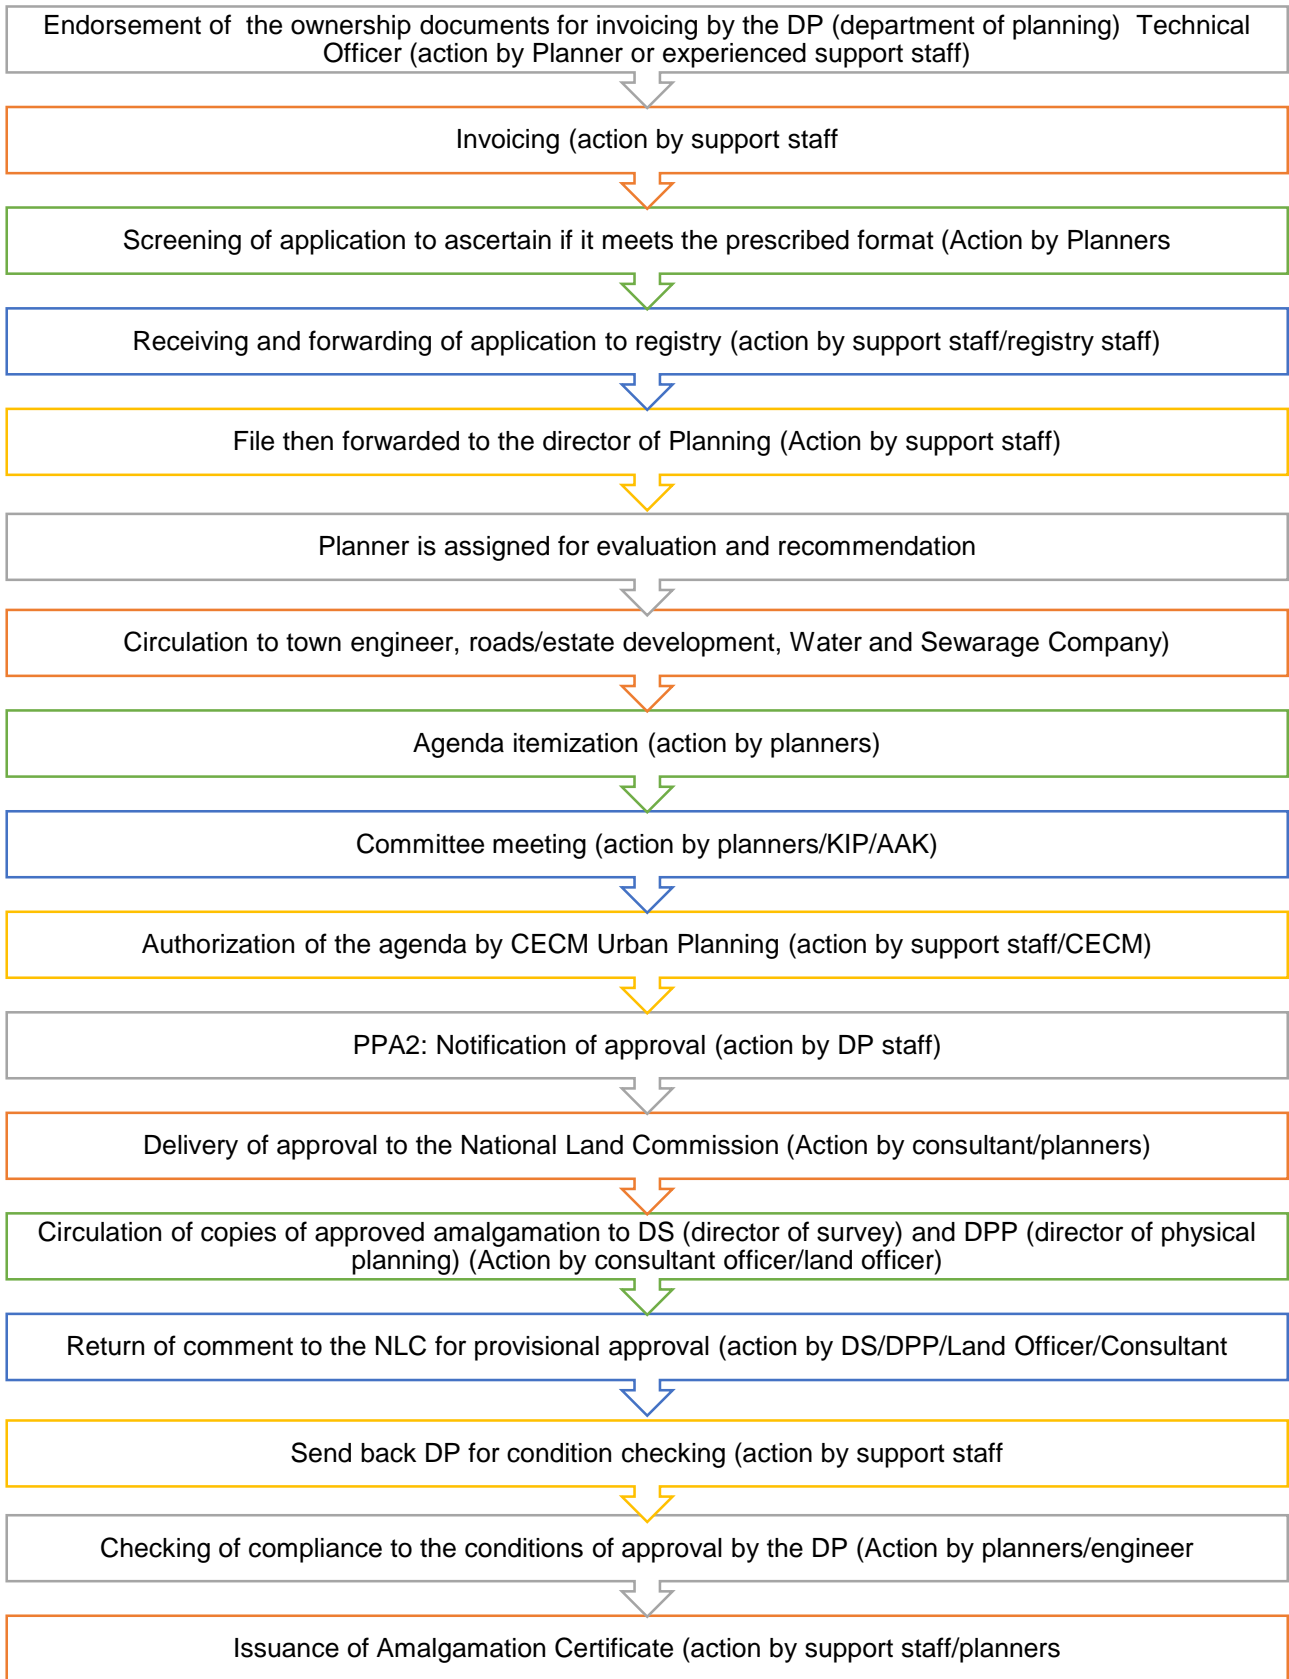 Endorsement of  the ownership documents for invoicing by the DP (department of planning)  Technical
Officer (action by Planner or experienced support staff)
Invoicing (action by support staff
Screening of application to ascertain if it meets the prescribed format (Action by Planners
Receiving and forwarding of application to registry (action by support staff/registry staff)
File then forwarded to the director of Planning (Action by support staff)
Planner is assigned for evaluation and recommendation
Circulation to town engineer, roads/estate development, Water and Sewarage Company)
Agenda itemization (action by planners)
Committee meeting (action by planners/KIP/AAK)
Authorization of the agenda by CECM Urban Planning (action by support staff/CECM)
PPA2: Notification of approval (action by DP staff)
Delivery of approval to the National Land Commission (Action by consultant/planners)
Circulation of copies of approved amalgamation to DS (director of survey) and DPP (director of physical
planning) (Action by consultant officer/land officer)
Return of comment to the NLC for provisional approval (action by DS/DPP/Land Officer/Consultant
Send back DP for condition checking (action by support staff
Checking of compliance to the conditions of approval by the DP (Action by planners/engineer
Issuance of Amalgamation Certificate (action by support staff/planners